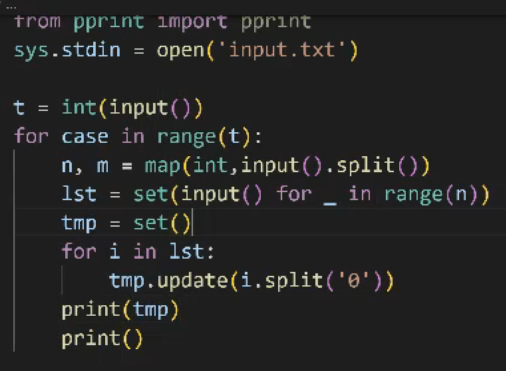 ...
from pprint import pprint
sys.stdin = open('input.txt')
t = int(input())
for case in range(t):
    n, m = map(int,input().split())
    lst = set(input() for _ in range(n))
    tmp = set()
    for i in lst:
        tmp.update(i.split('0'))
    print(tmp)
    print()